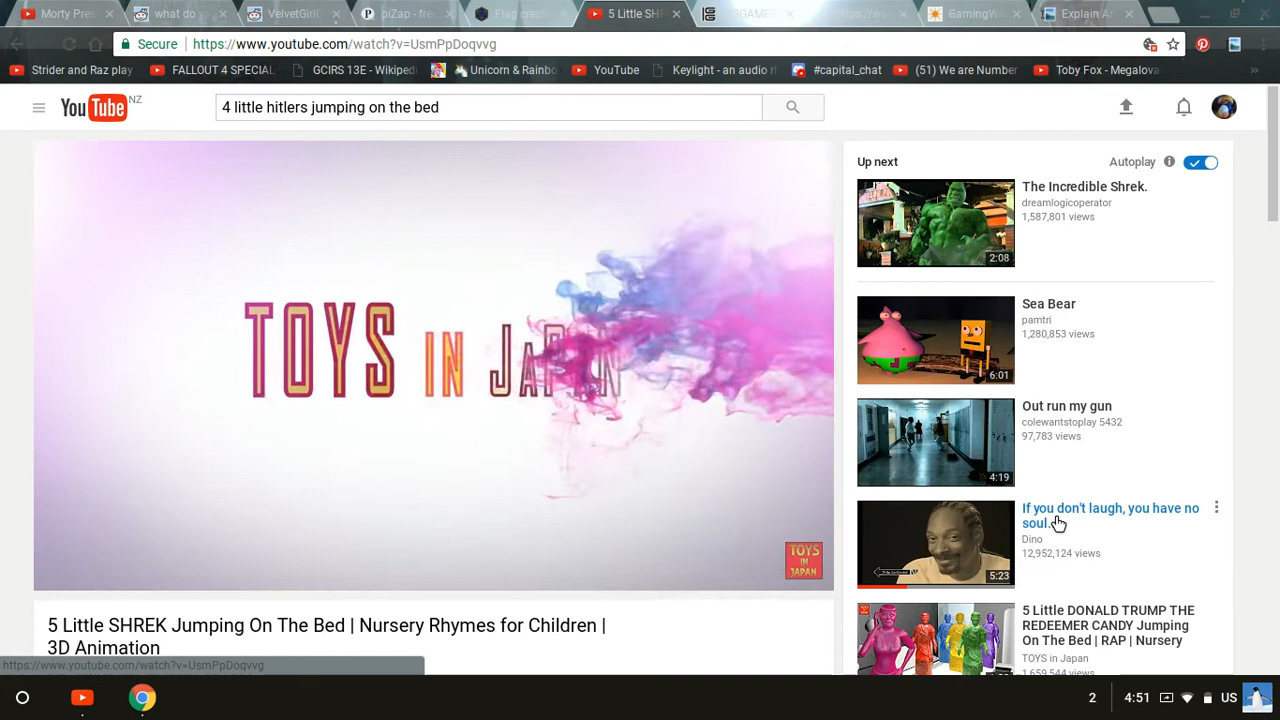 Morty Pres
what do y
VelvetGirl
piZap - fre
Flag crea
5 Little SH
Gaming
Explain A
Secure
https://www.youtube.com/watch?v=UsmPpDoqvvg
Strider and Raz play
FALLOUT 4 SPECIAL
GCIRS 13E - Wikiped
Unicorn & Rainbo
YouTube
Keylight - an audio r
#capital_chat
(51) We are Number
Toby Fox - Megalova
YouTube NZ
4 little hitlers jumping on the bed
TOYS IN JAPAN
TOYS
IN
JAPAN
5 Little SHREK Jumping On The Bed | Nursery Rhymes for Children |
3D Animation
https://www.youtube.com/watch?v=UsmPpDoqvvg
Up next
Autoplay
The Incredible Shrek.
dreamlogicoperator
1,587,801 views
2:08
Sea Bear
pamtri
1,280,853 views
6:01
Out run my gun
colewantstoplay 5432
97,783 views
4:19
If you don't laugh, you have no
soul.
Dino
12,952,124 views
5:23
5 Little DONALD TRUMP THE
REDEEMER CANDY Jumping
On The Bed | RAP | Nursery
TOYS in Japan
1,659,544 views
2
4:51
US